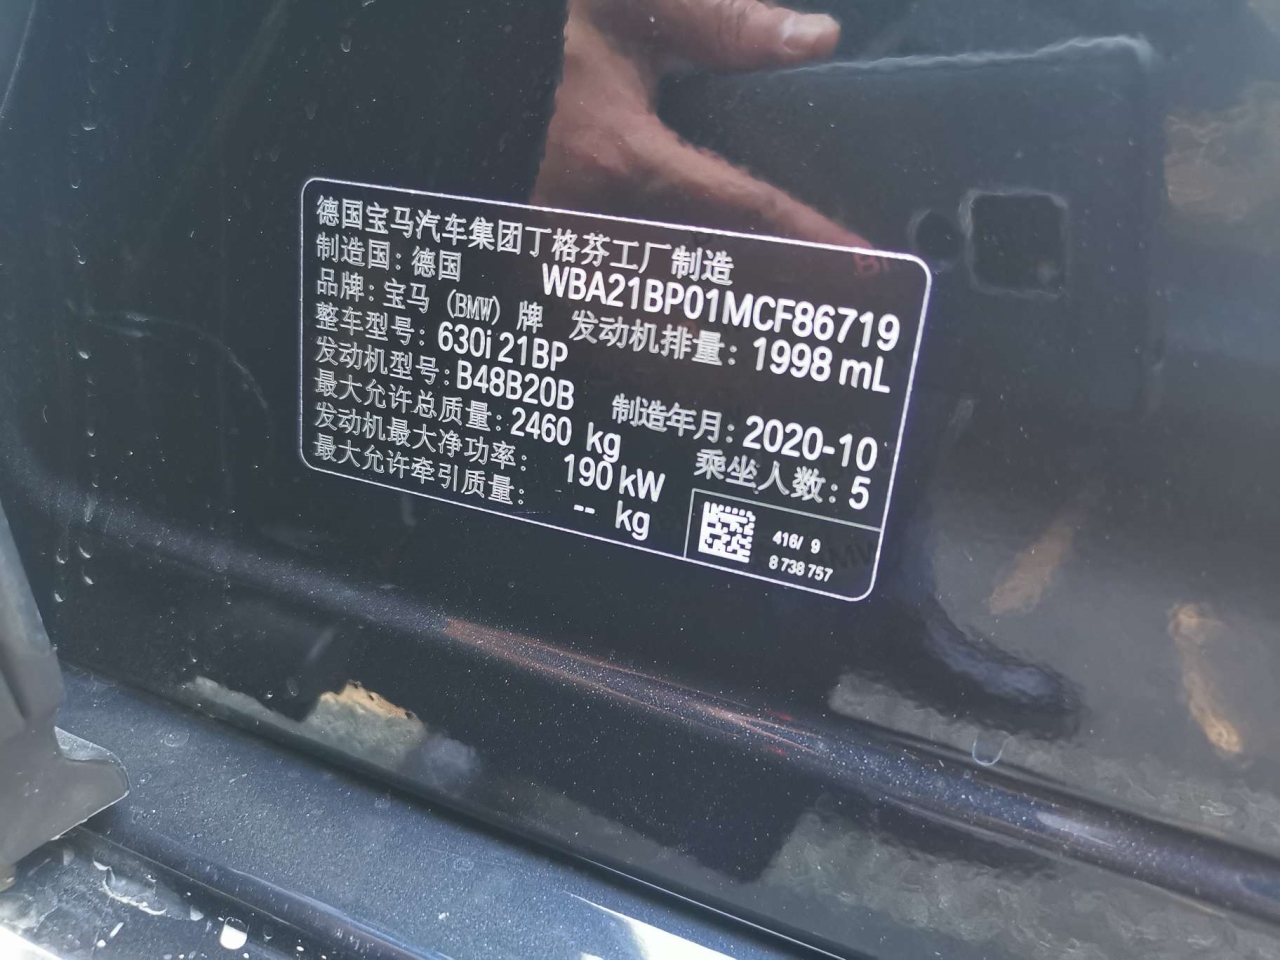 德国宝马汽车集团丁格芬工厂制造
制造国：德国 WBA21BP01MCF86719
品牌：宝马 (BMW) 牌 发动机排量：1998 mL
整车型号：630i 21BP
发动机型号：B48B20B 制造年月：2020-10
最大允许总质量：2460 kg 乘坐人数：5
发动机最大净功率：190 kW
最大允许牵引质量：-- kg
416/ 9
8 738 757